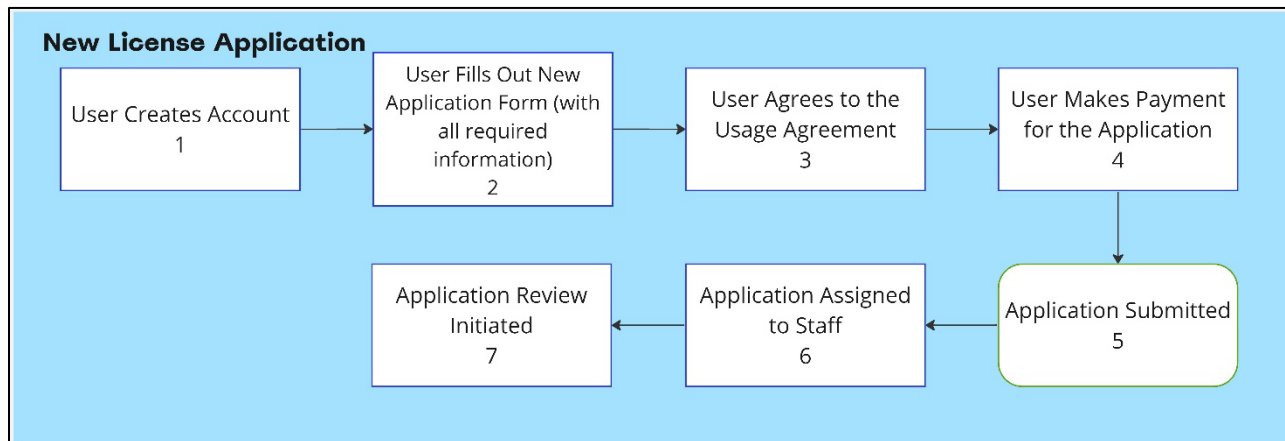 New License Application
User Creates Account
1
User Fills Out New
Application Form (with
all required
information)
2
User Agrees to the
Usage Agreement
3
User Makes Payment
for the Application
4
Application Submitted
5
Application Assigned
to Staff
6
Application Review
Initiated
7